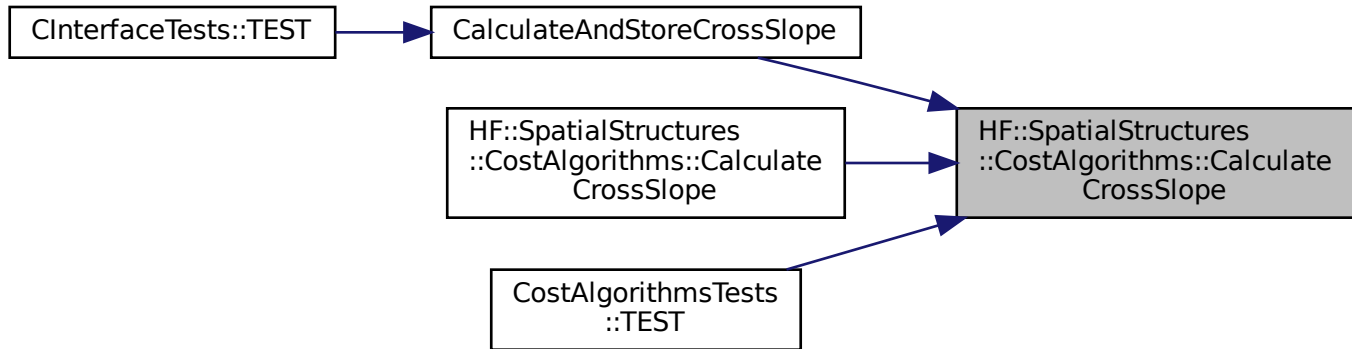 CInterfaceTests::TEST
CalculateAndStoreCrossSlope
HF::SpatialStructures
::CostAlgorithms::Calculate
CrossSlope
HF::SpatialStructures
::CostAlgorithms::Calculate
CrossSlope
CostAlgorithmsTests
::TEST